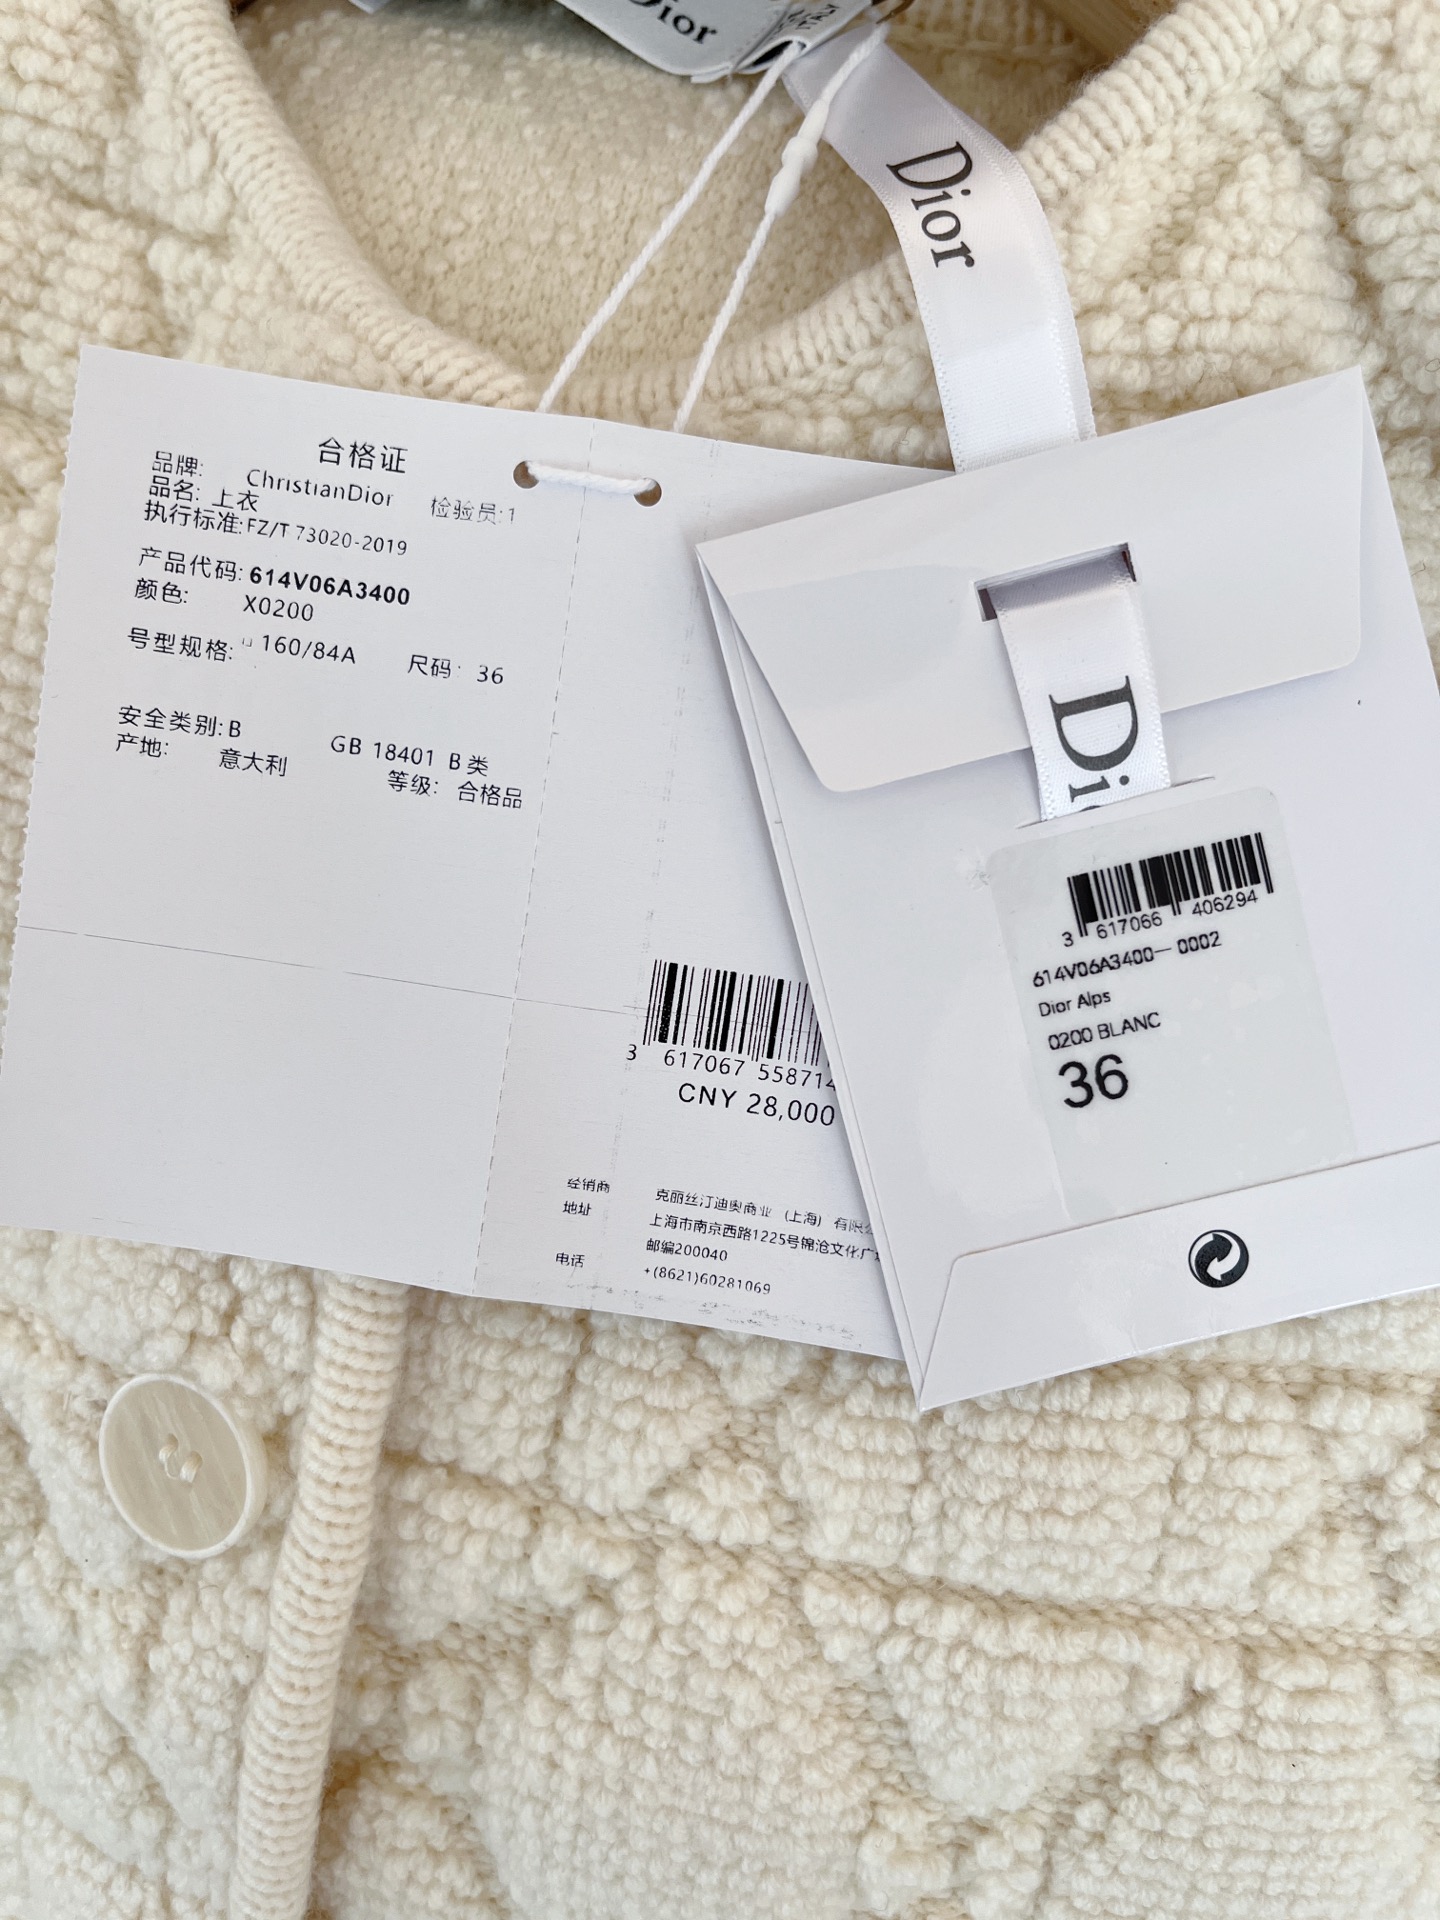 Dior
ITALY
Dior
合格证
品牌: ChristianDior
品名: 上衣 检验员:1
执行标准:FZ/T 73020-2019
产品代码: 614V06A3400
颜色: X0200
号型规格: 160/84A 尺码: 36
安全类别: B GB 18401 B 类
产地: 意大利 等级: 合格品
3 617067 558714
CNY 28,000
经销商 克丽丝汀迪奥商业 (上海) 有限
地址 上海市南京西路1225号锦沧文化广
邮编200040
电话 +(8621)60281069
Dio
3 617066 406294
614V06A3400— 0002
Dior Alps
0200 BLANC
36